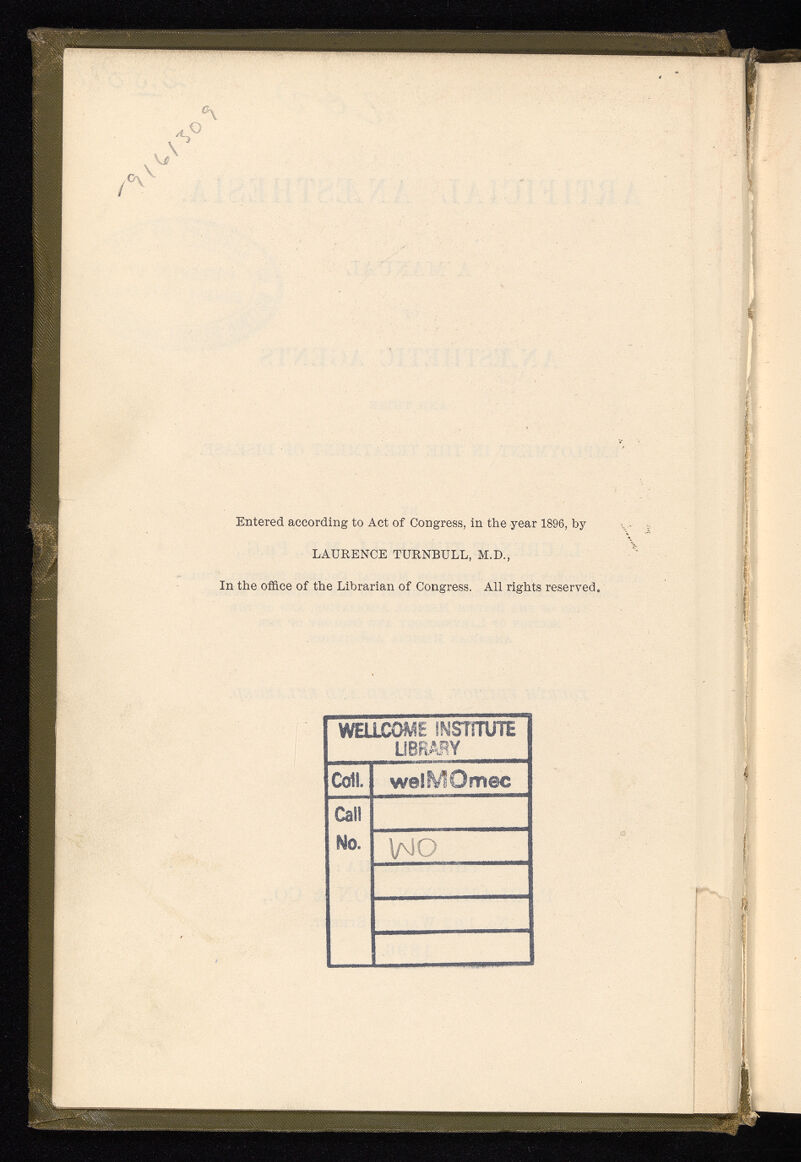 9161309
Entered according to Act of Congress, in the year 1896, by
LAURENCE TURNBULL, M.D.,
In the office of the Librarian of Congress. All rights reserved.
WELLCOME INSTITUTE
LIBRARY
Coll. welMOmec
Call
No. WO